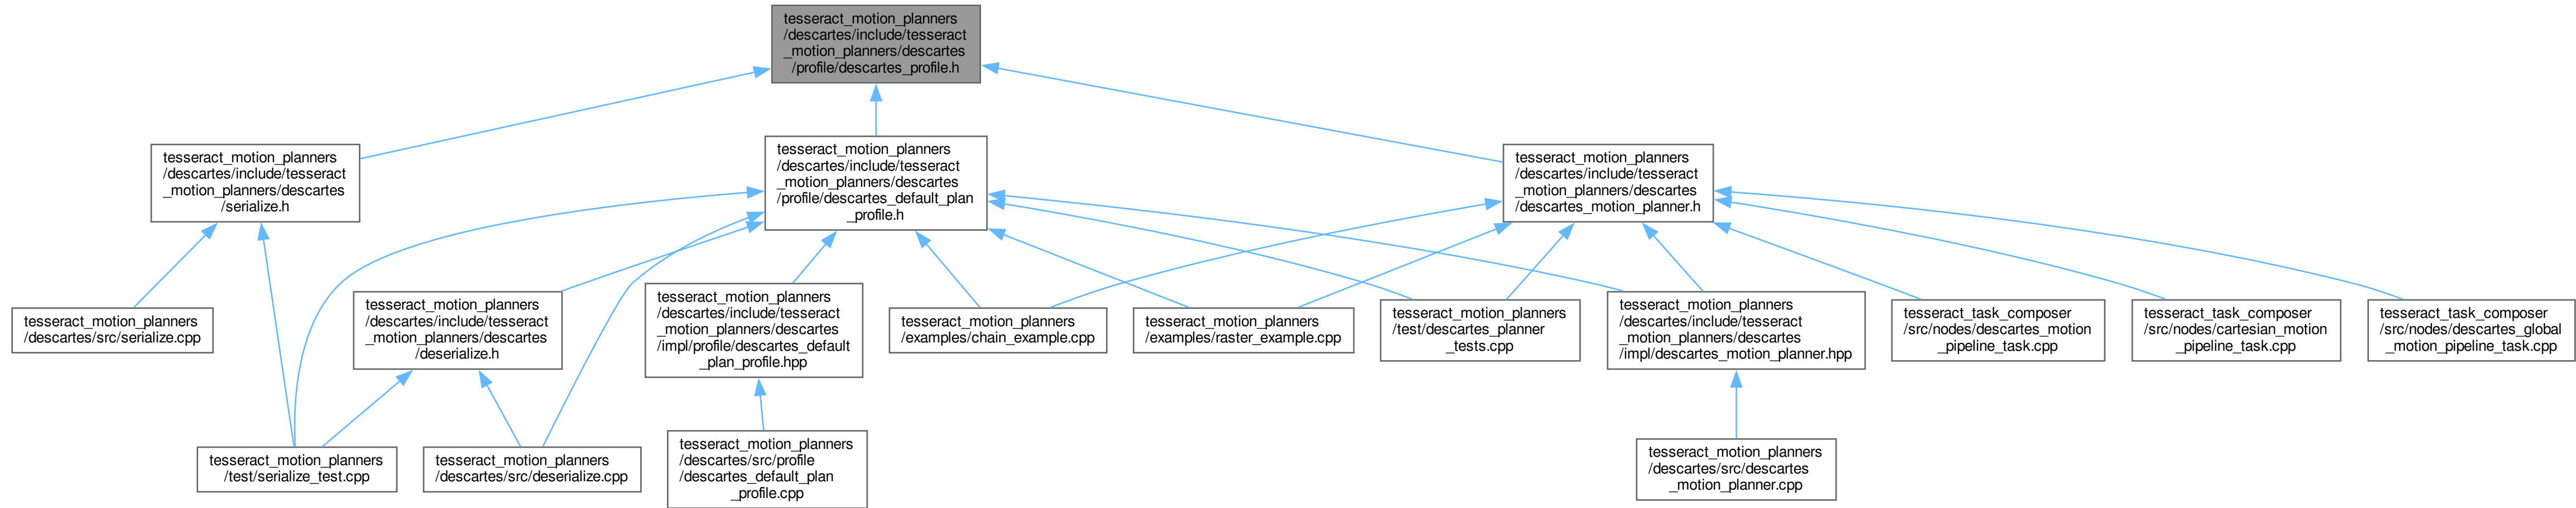 tesseract_motion_planners
/descartes/include/tesseract
_motion_planners/descartes
/profile/descartes_profile.h
tesseract_motion_planners
/descartes/include/tesseract
_motion_planners/descartes
/serialize.h
tesseract_motion_planners
/descartes/include/tesseract
_motion_planners/descartes
/profile/descartes_default_plan
_profile.h
tesseract_motion_planners
/descartes/include/tesseract
_motion_planners/descartes
/descartes_motion_planner.h
tesseract_motion_planners
/descartes/src/serialize.cpp
tesseract_motion_planners
/descartes/include/tesseract
_motion_planners/descartes
/deserialize.h
tesseract_motion_planners
/descartes/include/tesseract
_motion_planners/descartes
/impl/profile/descartes_default
_plan_profile.hpp
tesseract_motion_planners
/examples/chain_example.cpp
tesseract_motion_planners
/examples/raster_example.cpp
tesseract_motion_planners
/test/descartes_planner
_tests.cpp
tesseract_motion_planners
/descartes/include/tesseract
_motion_planners/descartes
/impl/descartes_motion_planner.hpp
tesseract_task_composer
/src/nodes/descartes_motion
_pipeline_task.cpp
tesseract_task_composer
/src/nodes/cartesian_motion
_pipeline_task.cpp
tesseract_task_composer
/src/nodes/descartes_global
_motion_pipeline_task.cpp
tesseract_motion_planners
/test/serialize_test.cpp
tesseract_motion_planners
/descartes/src/deserialize.cpp
tesseract_motion_planners
/descartes/src/profile
/descartes_default_plan
_profile.cpp
tesseract_motion_planners
/descartes/src/descartes
_motion_planner.cpp